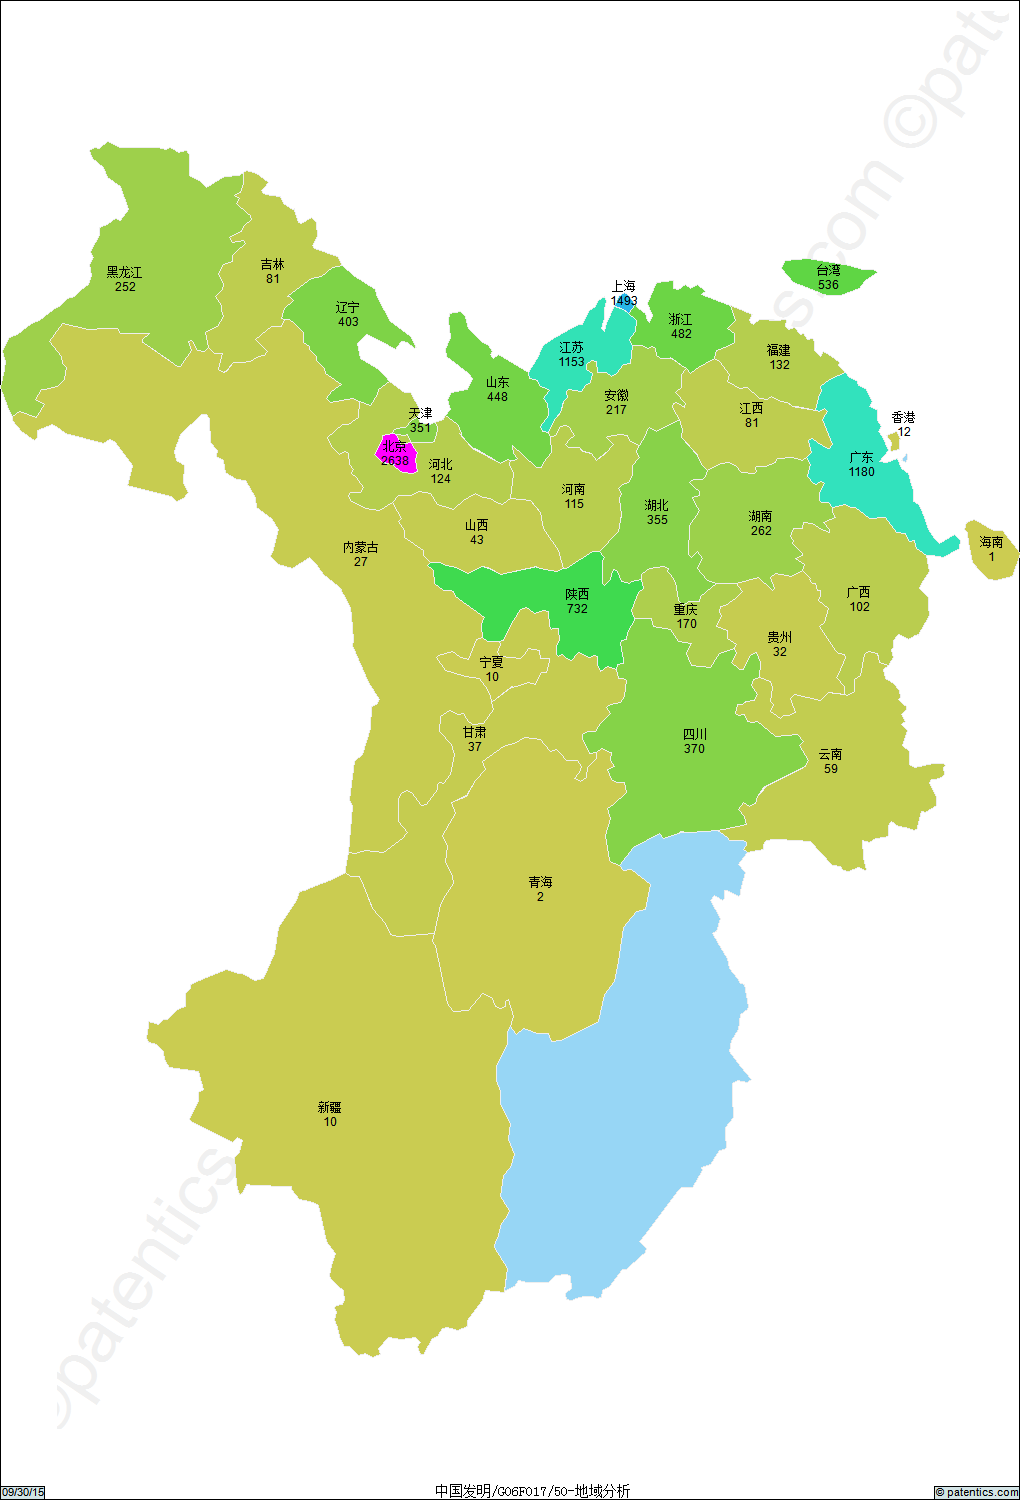 ©patentics.com ©patentics.com
黑龙江
252
吉林
81
辽宁
403
上海
1493
浙江
482
台湾
536
江苏
1153
福建
132
山东
448
安徽
217
江西
81
天津
351
香港
12
北京
2638
河北
124
广东
1180
河南
115
湖北
355
湖南
262
山西
43
内蒙古
27
海南
1
陕西
732
重庆
170
广西
102
贵州
32
宁夏
10
甘肃
37
四川
370
云南
59
青海
2
新疆
10
09/30/15
中国发明/G06F017/50-地域分析
© patentics.com